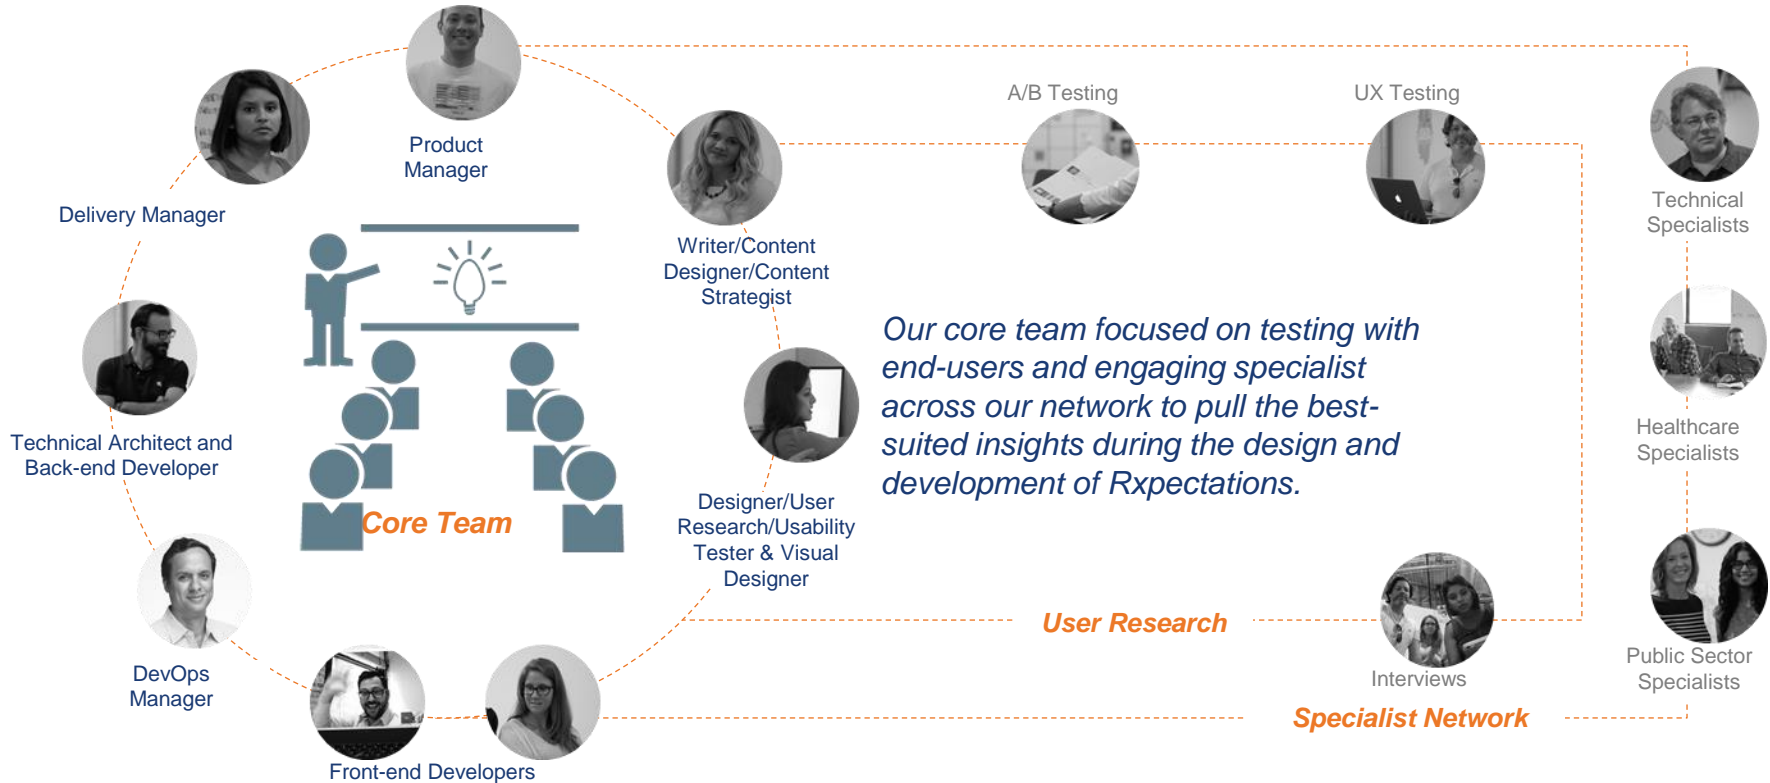 Product
Manager
Delivery Manager
Writer/Content
Designer/Content
Strategist
Technical Architect and
Back-end Developer
Core Team
Designer/User
Research/Usability
Tester & Visual
Designer
DevOps
Manager
Front-end Developers
A/B Testing
UX Testing
Our core team focused on testing with
end-users and engaging specialist
across our network to pull the best-
suited insights during the design and
development of Rxpectations.
User Research
Interviews
Specialist Network
Technical
Specialists
Healthcare
Specialists
Public Sector
Specialists